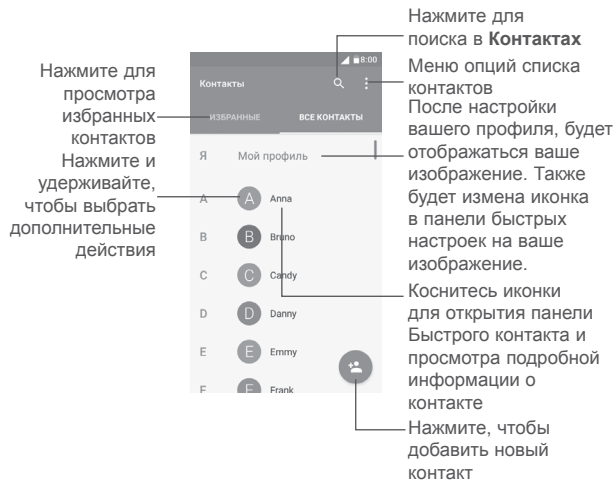 Нажмите для
просмотра
избранных
контактов
Нажмите и
удерживайте,
чтобы выбрать
дополнительные
действия
8:00
Контакты
ИЗБРАННЫЕ
ВСЕ КОНТАКТЫ
Я Мой профиль
A A Anna
B B Bruno
C C Candy
D D Danny
E E Emmy
F F Frank
Нажмите для
поиска в Контактах
Меню опций списка
контактов
После настройки
вашего профиля, будет
отображаться ваше
изображение. Также
будет измена иконка
в панели быстрых
настроек на ваше
изображение.
Коснитесь иконки
для открытия панели
Быстрого контакта и
просмотра подробной
информации о
контакте
Нажмите, чтобы
добавить новый
контакт